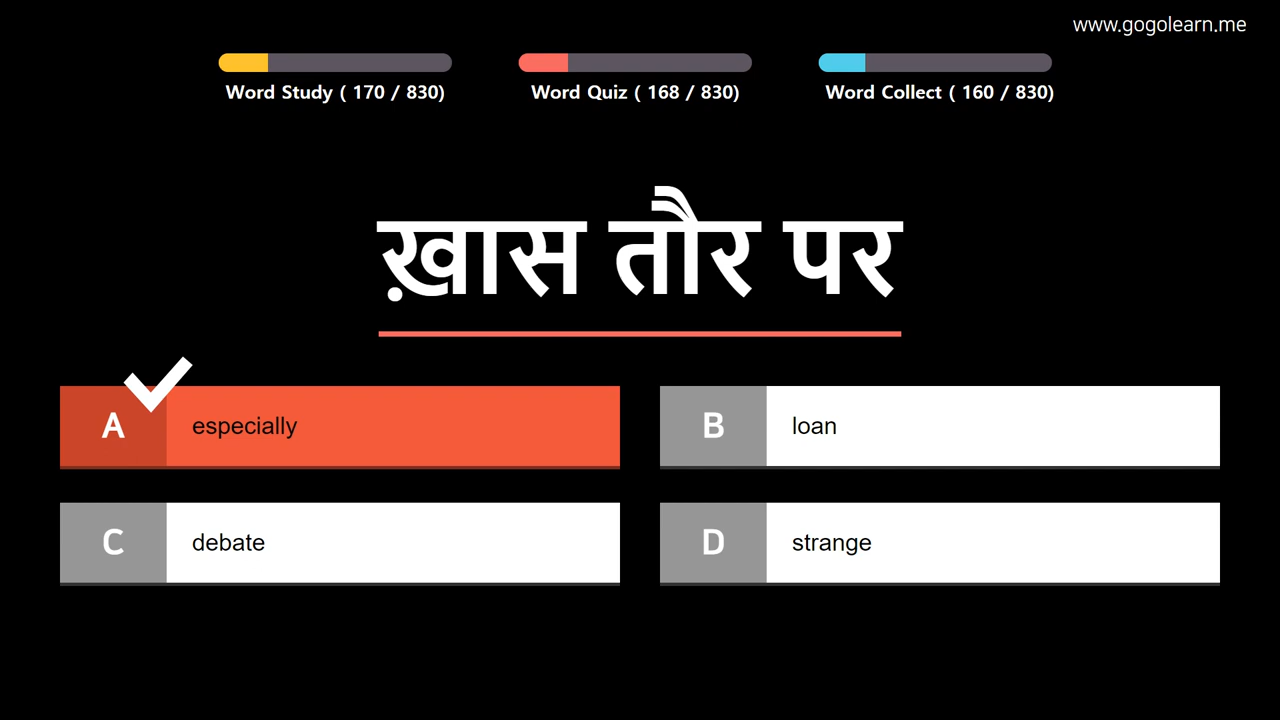 www.gogolearn.me
Word Study ( 170 / 830)
Word Quiz ( 168 / 830)
Word Collect ( 160 / 830)
ख़ास तौर पर
A especially
B loan
C debate
D strange